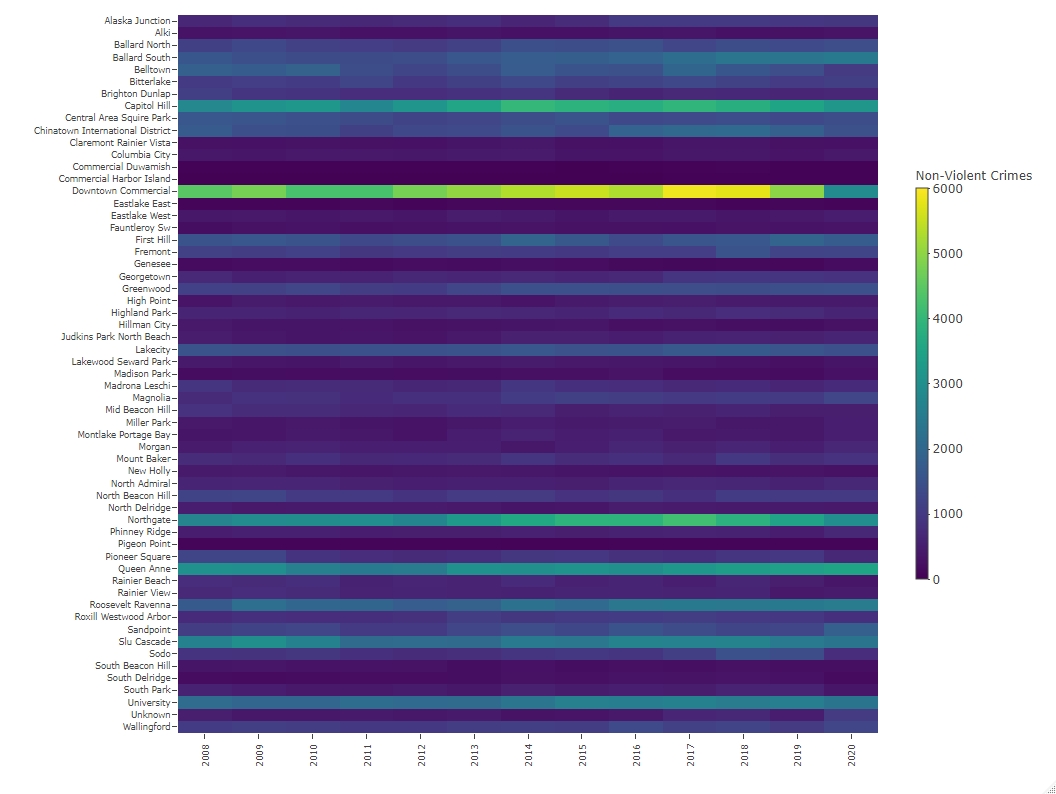 Alaska Junction
Alki
Ballard North
Ballard South
Belltown
Bitterlake
Brighton Dunlap
Capitol Hill
Central Area Squire Park
Chinatown International District
Claremont Rainier Vista
Columbia City
Commercial Duwamish
Commercial Harbor Island
Downtown Commercial
Eastlake East
Eastlake West
Fauntleroy Sw
First Hill
Fremont
Genesee
Georgetown
Greenwood
High Point
Highland Park
Hillman City
Judkins Park North Beach
Lakecity
Lakewood Seward Park
Madison Park
Madrona Leschi
Magnolia
Mid Beacon Hill
Miller Park
Montlake Portage Bay
Morgan
Mount Baker
New Holly
North Admiral
North Beacon Hill
North Delridge
Northgate
Phinney Ridge
Pigeon Point
Pioneer Square
Queen Anne
Rainier Beach
Rainier View
Roosevelt Ravenna
Roxill Westwood Arbor
Sandpoint
Slu Cascade
Sodo
South Beacon Hill
South Delridge
South Park
University
Unknown
Wallingford
2008 2009 2010 2011 2012 2013 2014 2015 2016 2017 2018 2019 2020
Non-Violent Crimes
6000
5000
4000
3000
2000
1000
0